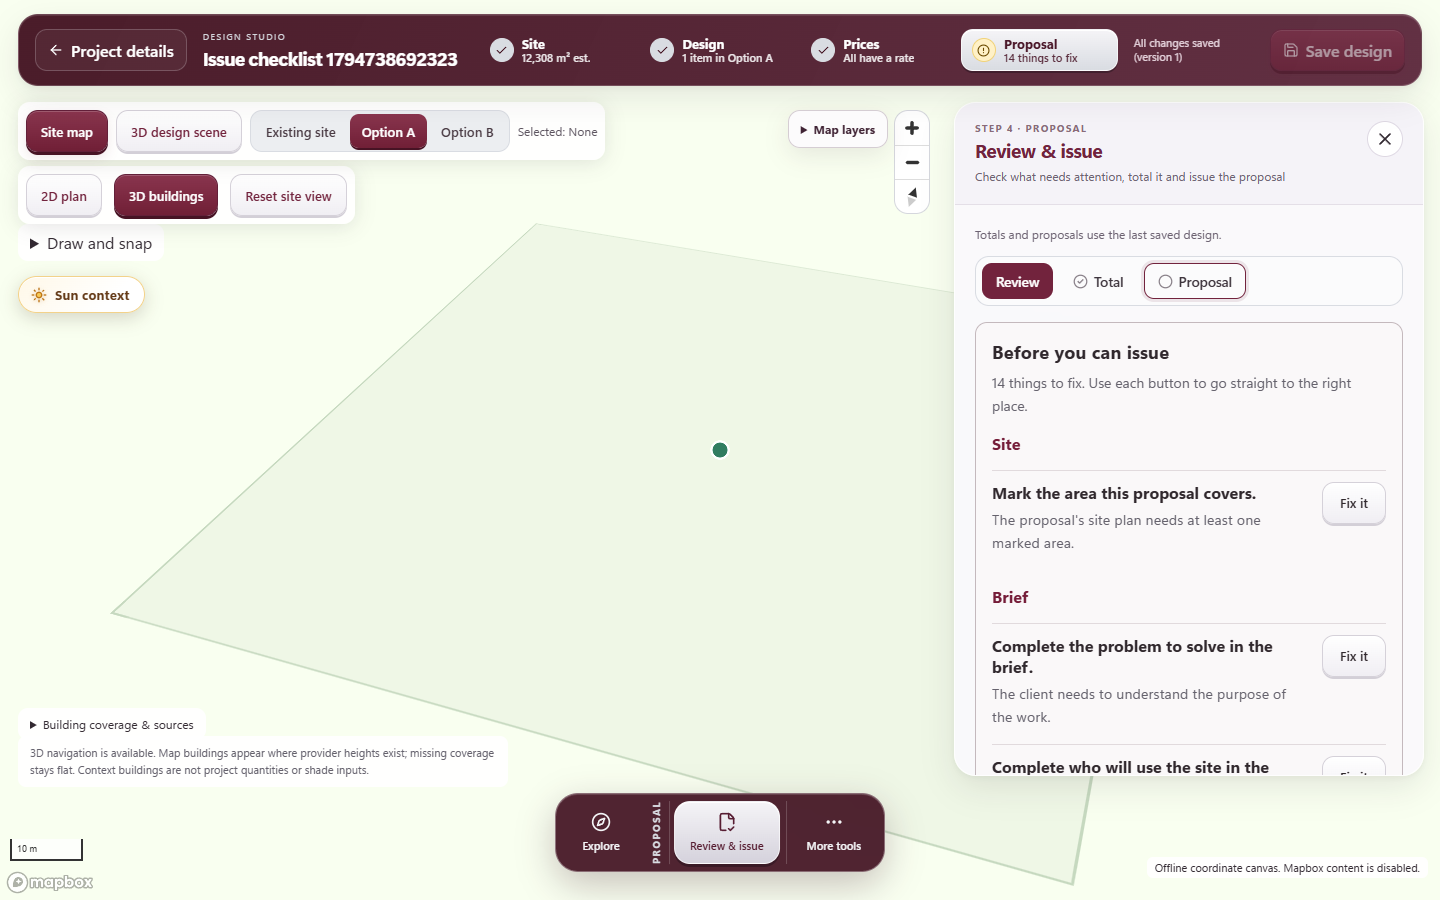 Project details
DESIGN STUDIO
Issue checklist 1794738692323
Site
12,308 m² est.
Design
1 item in Option A
Prices
All have a rate
Proposal
14 things to fix
All changes saved
(version 1)
Save design
Site map
3D design scene
Existing site
Option A
Option B
Selected: None
Map layers
2D plan
3D buildings
Reset site view
Draw and snap
Sun context
STEP 4 · PROPOSAL
Review & issue
Check what needs attention, total it and issue the proposal
Totals and proposals use the last saved design.
Review
Total
Proposal
Before you can issue
14 things to fix. Use each button to go straight to the right
place.
Site
Mark the area this proposal covers.
The proposal's site plan needs at least one
marked area.
Fix it
Brief
Complete the problem to solve in the
brief.
The client needs to understand the purpose of
the work.
Fix it
Complete who will use the site in the
Fix it
Building coverage & sources
3D navigation is available. Map buildings appear where provider heights exist; missing coverage
stays flat. Context buildings are not project quantities or shade inputs.
Explore
PROPOSAL
Review & issue
More tools
10 m
mapbox
Offline coordinate canvas. Mapbox content is disabled.